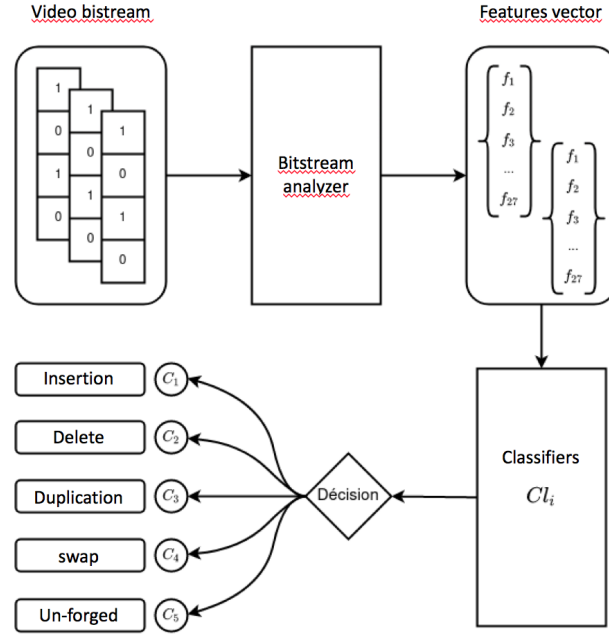 Video bistream
Features vector
1
0
1
0
1
0
1
0
1
0
1
0
Bitstream
analyzer
f1
f2
f3
...
f27
f1
f2
f3
...
f27
Insertion
C1
Delete
C2
Duplication
C3
swap
C4
Un-forged
C5
Décision
Classifiers
Cli